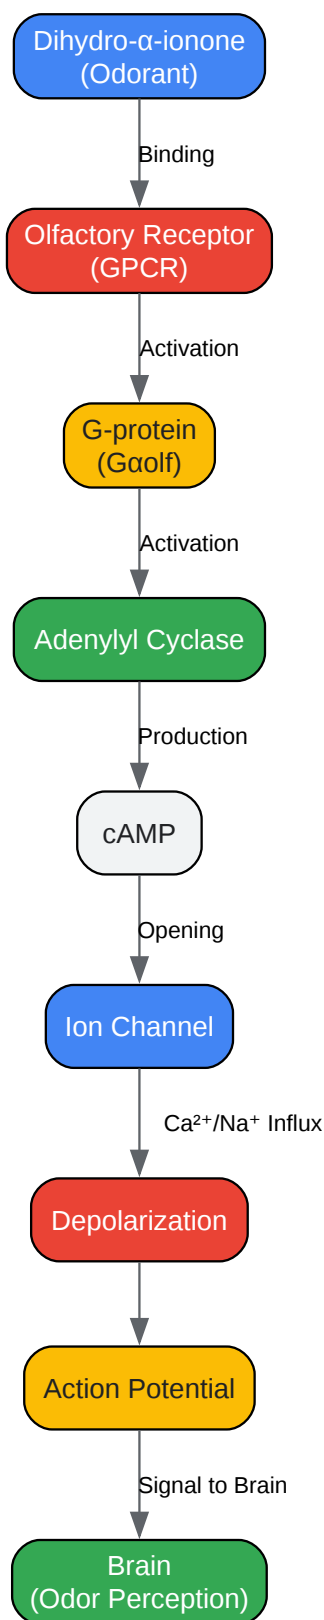 Dihydro-α-ionone
(Odorant)
Binding
Olfactory Receptor
(GPCR)
Activation
G-protein
(Gαolf)
Activation
Adenylyl Cyclase
Production
cAMP
Opening
Ion Channel
Ca²⁺/Na⁺ Influx
Depolarization
Action Potential
Signal to Brain
Brain
(Odor Perception)